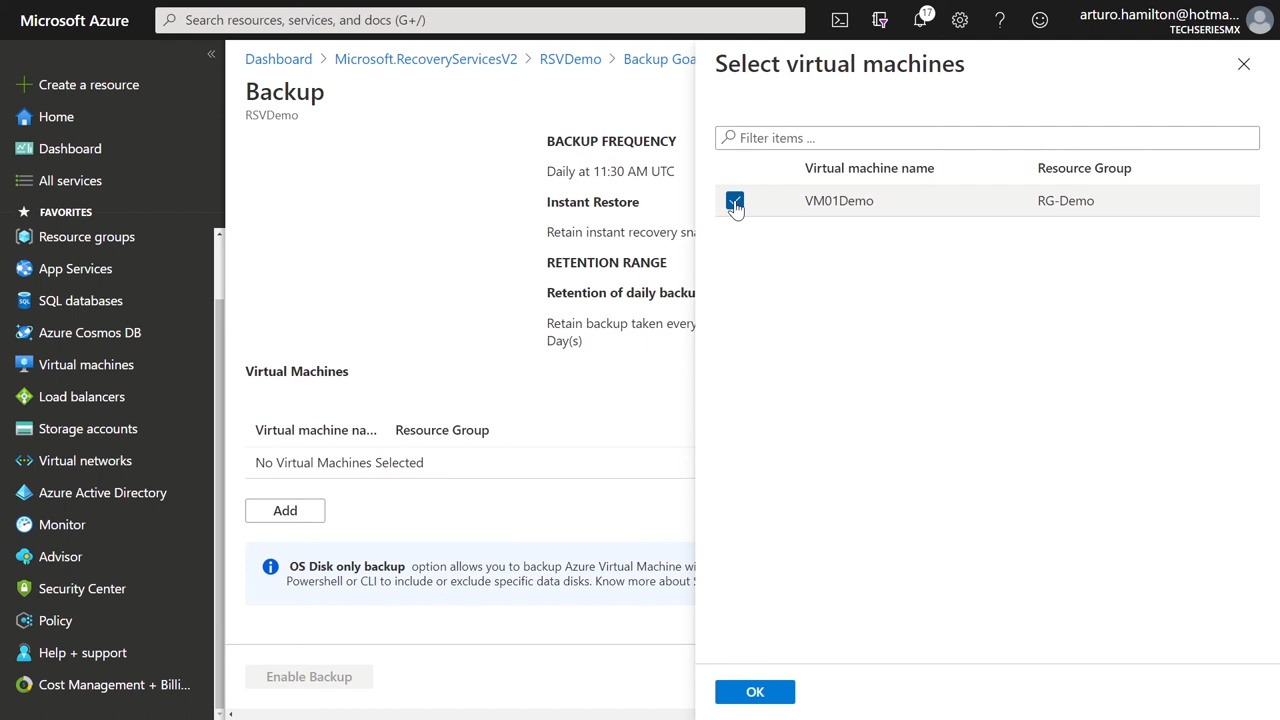 Microsoft Azure
Search resources, services, and docs (G+/)
17
arturo.hamilton@hotma...
TECHSERIESMX
Create a resource
Home
Dashboard
All services
FAVORITES
Resource groups
App Services
SQL databases
Azure Cosmos DB
Virtual machines
Load balancers
Storage accounts
Virtual networks
Azure Active Directory
Monitor
Advisor
Security Center
Policy
Help + support
Cost Management + Billi...
Dashboard > Microsoft.RecoveryServicesV2 > RSVDemo > Backup Goa
Backup
RSVDemo
BACKUP FREQUENCY
Daily at 11:30 AM UTC
Instant Restore
Retain instant recovery sna
RETENTION RANGE
Retention of daily backu
Retain backup taken every
Day(s)
Virtual Machines
Virtual machine na... Resource Group
No Virtual Machines Selected
Add
OS Disk only backup option allows you to backup Azure Virtual Machine wi
Powershell or CLI to include or exclude specific data disks. Know more about S
Enable Backup
Select virtual machines
Filter items ...
Virtual machine name Resource Group
VM01Demo RG-Demo
OK